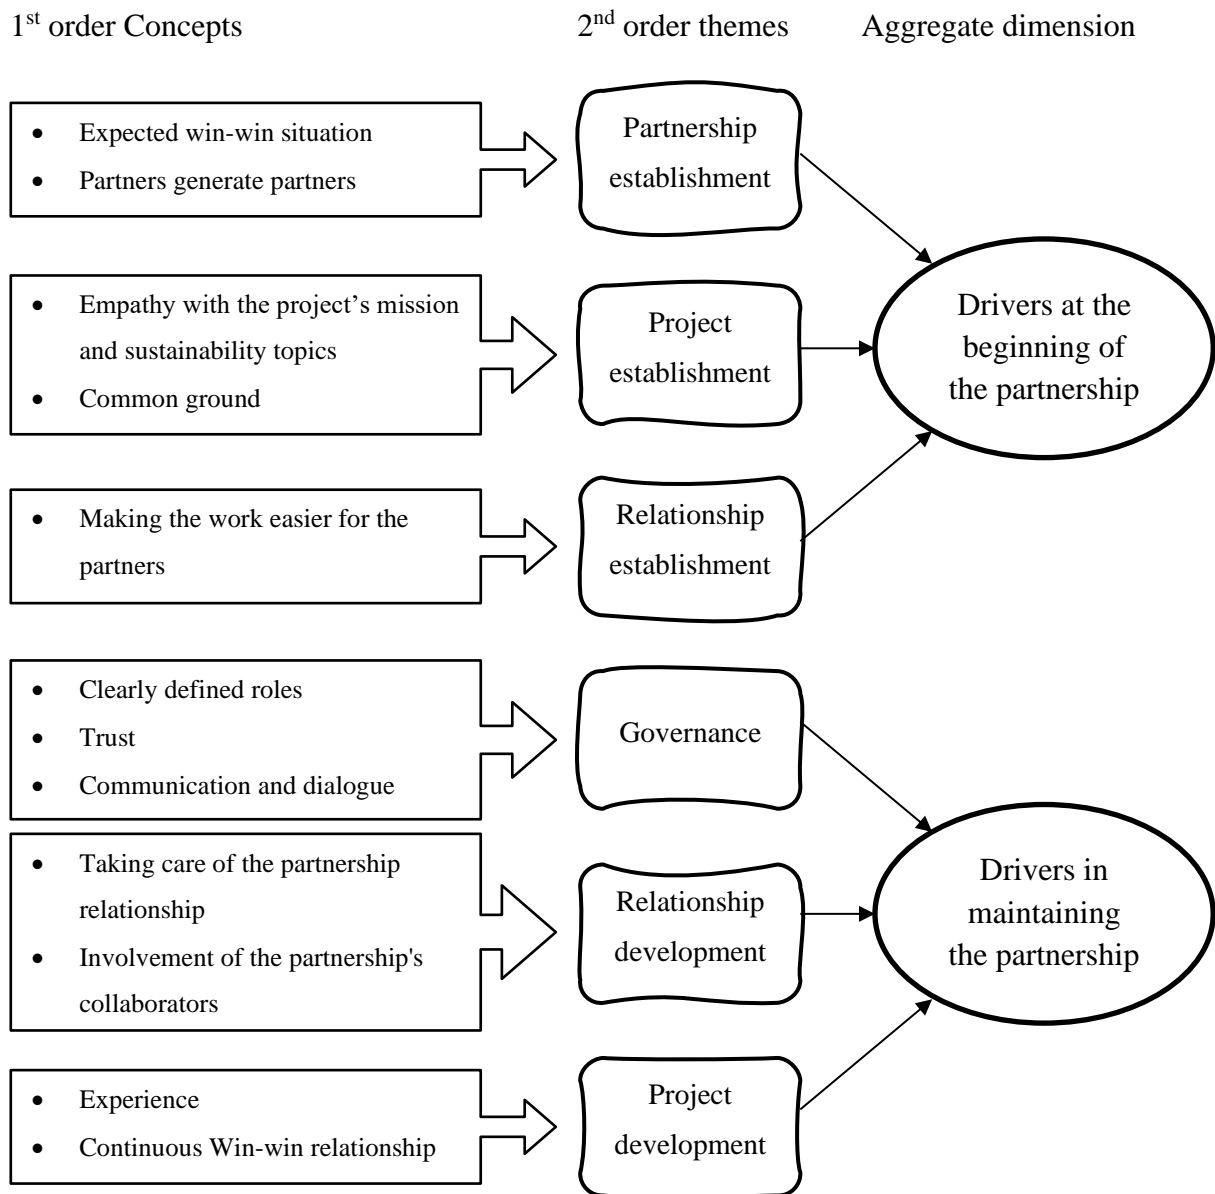 1st order Concepts
2nd order themes
Aggregate dimension
• Expected win-win situation
• Partners generate partners
Partnership
establishment
• Empathy with the project’s mission
and sustainability topics
• Common ground
Project
establishment
Drivers at the
beginning of
the partnership
• Making the work easier for the
partners
Relationship
establishment
• Clearly defined roles
• Trust
• Communication and dialogue
Governance
• Taking care of the partnership
relationship
• Involvement of the partnership's
collaborators
Relationship
development
Drivers in
maintaining
the partnership
• Experience
• Continuous Win-win relationship
Project
development